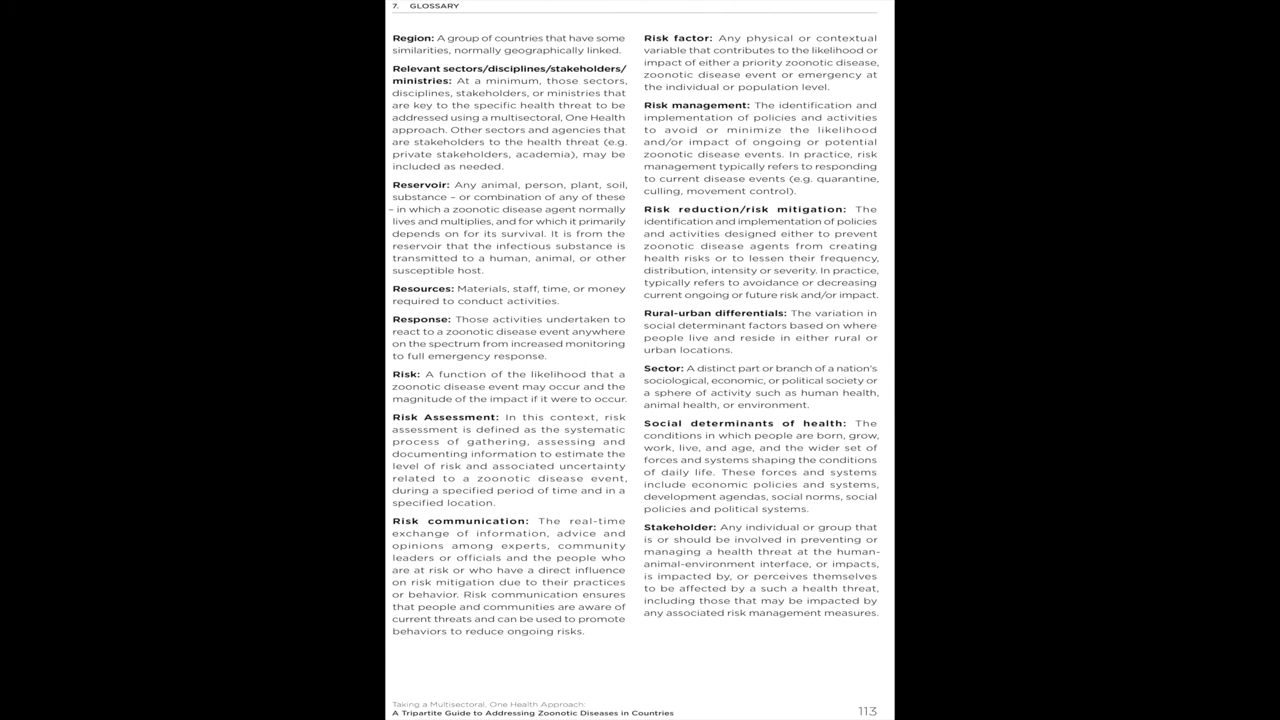 7. GLOSSARY
Region: A group of countries that have some
similarities, normally geographically linked.
Relevant sectors/disciplines/stakeholders/
ministries: At a minimum, those sectors,
disciplines, stakeholders, or ministries that
are key to the specific health threat to be
addressed using a multisectoral, One Health
approach. Other sectors and agencies that
are stakeholders to the health threat (e.g.
private stakeholders, academia), may be
included as needed.
Reservoir: Any animal, person, plant, soil,
substance – or combination of any of these
– in which a zoonotic disease agent normally
lives and multiplies, and for which it primarily
depends on for its survival. It is from the
reservoir that the infectious substance is
transmitted to a human, animal, or other
susceptible host.
Resources: Materials, staff, time, or money
required to conduct activities.
Response: Those activities undertaken to
react to a zoonotic disease event anywhere
on the spectrum from increased monitoring
to full emergency response.
Risk: A function of the likelihood that a
zoonotic disease event may occur and the
magnitude of the impact if it were to occur.
Risk Assessment: In this context, risk
assessment is defined as the systematic
process of gathering, assessing and
documenting information to estimate the
level of risk and associated uncertainty
related to a zoonotic disease event,
during a specified period of time and in a
specified location.
Risk communication: The real-time
exchange of information, advice and
opinions among experts, community
leaders or officials and the people who
are at risk or who have a direct influence
on risk mitigation due to their practices
or behavior. Risk communication ensures
that people and communities are aware of
current threats and can be used to promote
behaviors to reduce ongoing risks.
Risk factor: Any physical or contextual
variable that contributes to the likelihood or
impact of either a priority zoonotic disease,
zoonotic disease event or emergency at
the individual or population level.
Risk management: The identification and
implementation of policies and activities
to avoid or minimize the likelihood
and/or impact of ongoing or potential
zoonotic disease events. In practice, risk
management typically refers to responding
to current disease events (e.g. quarantine,
culling, movement control).
Risk reduction/risk mitigation: The
identification and implementation of policies
and activities designed either to prevent
zoonotic disease agents from creating
health risks or to lessen their frequency,
distribution, intensity or severity. In practice,
typically refers to avoidance or decreasing
current ongoing or future risk and/or impact.
Rural-urban differentials: The variation in
social determinant factors based on where
people live and reside in either rural or
urban locations.
Sector: A distinct part or branch of a nation's
sociological, economic, or political society or
a sphere of activity such as human health,
animal health, or environment.
Social determinants of health: The
conditions in which people are born, grow,
work, live, and age, and the wider set of
forces and systems shaping the conditions
of daily life. These forces and systems
include economic policies and systems,
development agendas, social norms, social
policies and political systems.
Stakeholder: Any individual or group that
is or should be involved in preventing or
managing a health threat at the human-
animal-environment interface, or impacts,
is impacted by, or perceives themselves
to be affected by a such a health threat,
including those that may be impacted by
any associated risk management measures.
Taking a Multisectoral, One Health Approach:
A Tripartite Guide to Addressing Zoonotic Diseases in Countries
113